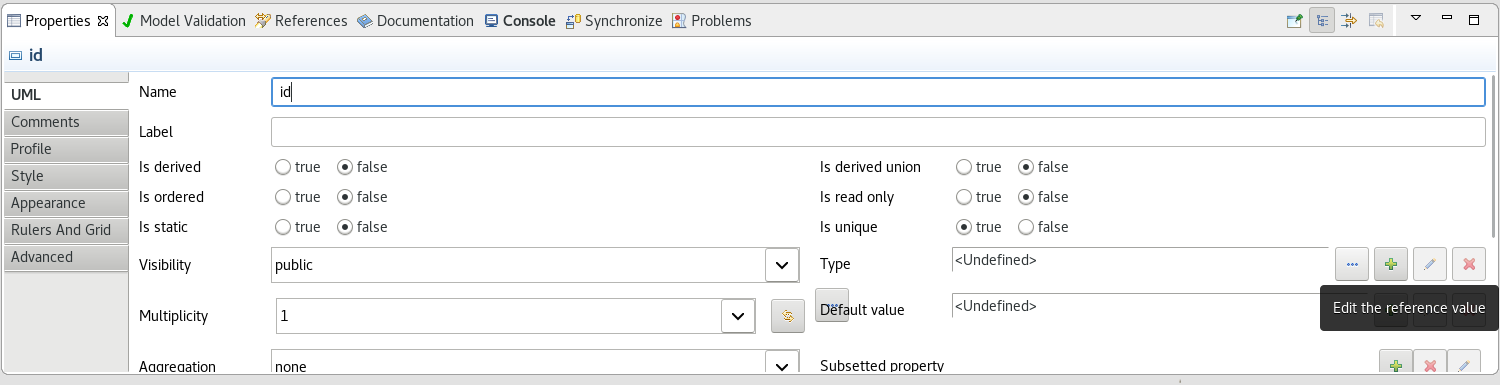 Properties Model Validation References Documentation Console Synchronize Problems
id
UML
Comments
Profile
Style
Appearance
Rulers And Grid
Advanced
Name id
Label
Is derived true false Is derived union true false
Is ordered true false Is read only true false
Is static true false Is unique true false
Visibility public Type <Undefined>
Multiplicity 1 Default value <Undefined>
Edit the reference value
Aggregation none Subsetted property